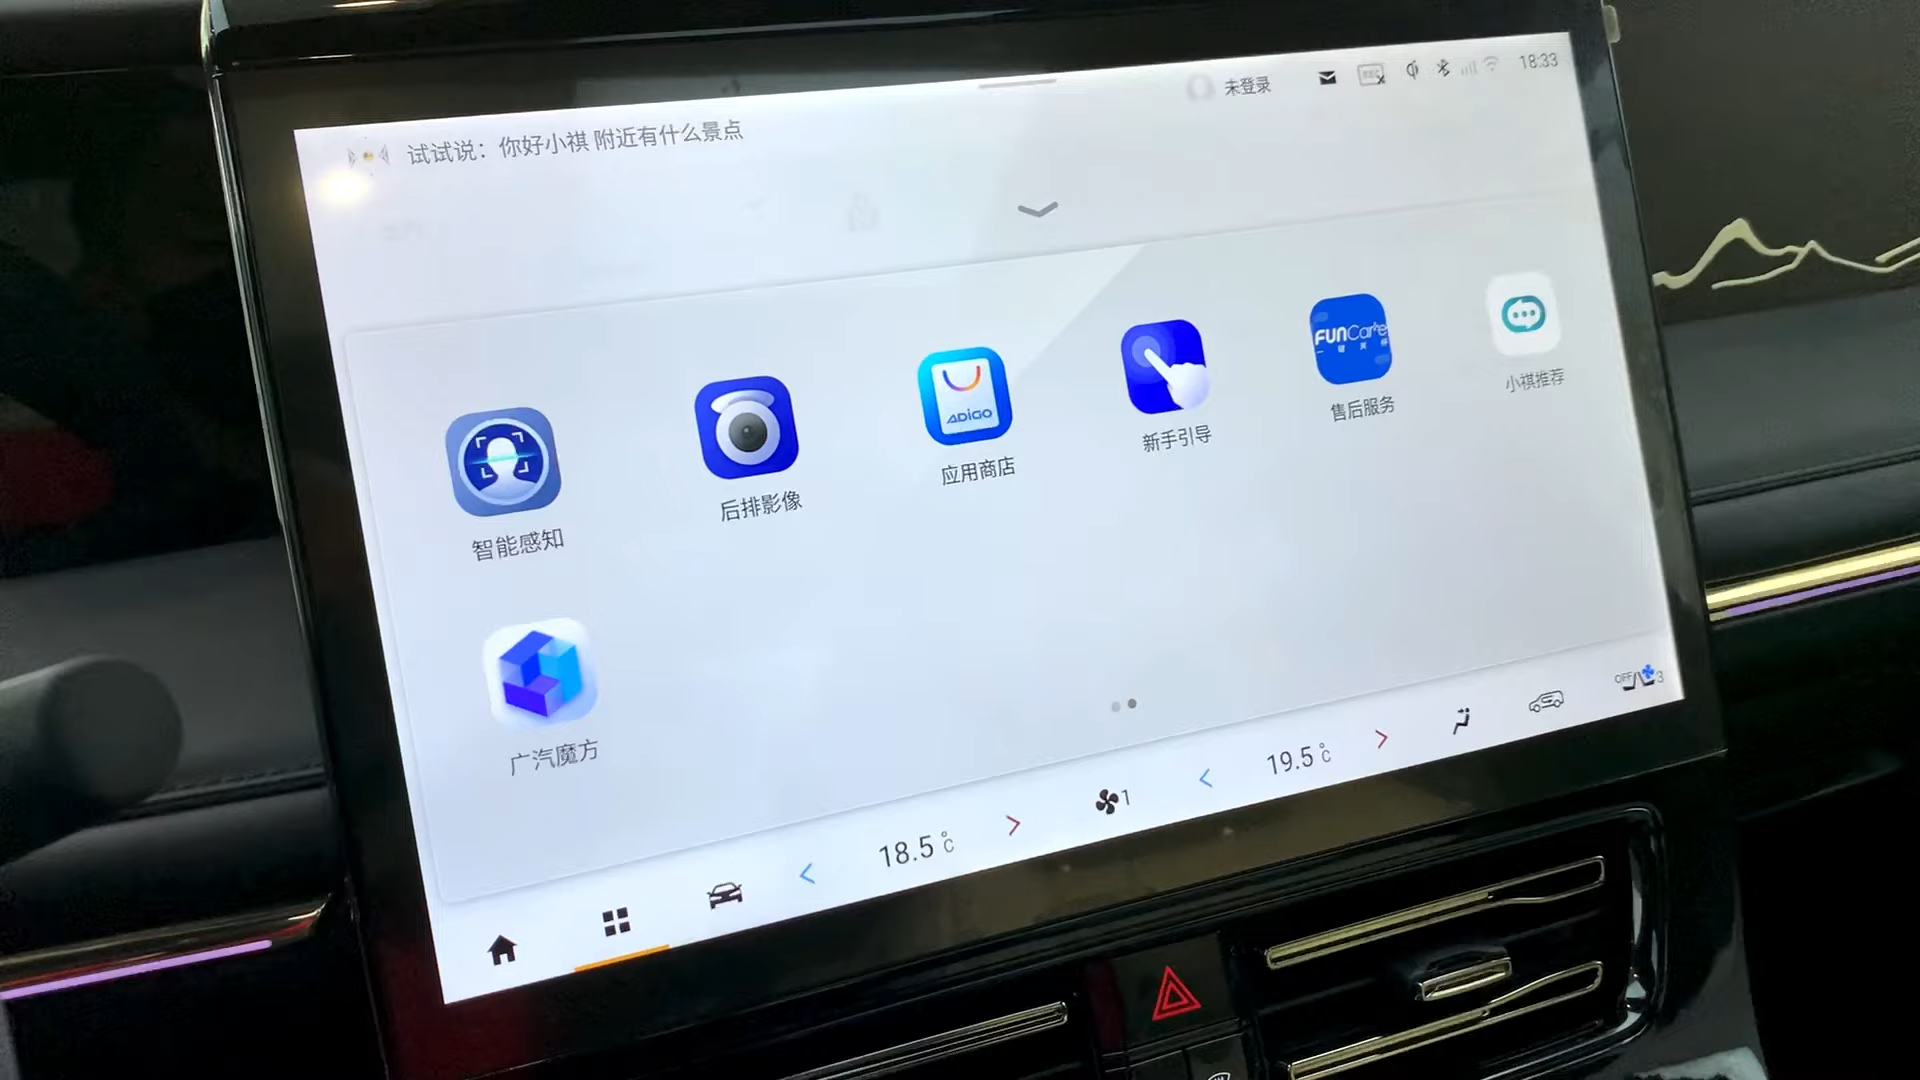 未登录
18:33
试试说：你好小祺 附近有什么景点
智能感知
后排影像
ADiGO
应用商店
新手引导
FUNCar
售后服务
小祺推荐
广汽魔方
18.5℃
1
19.5℃
OFF
3